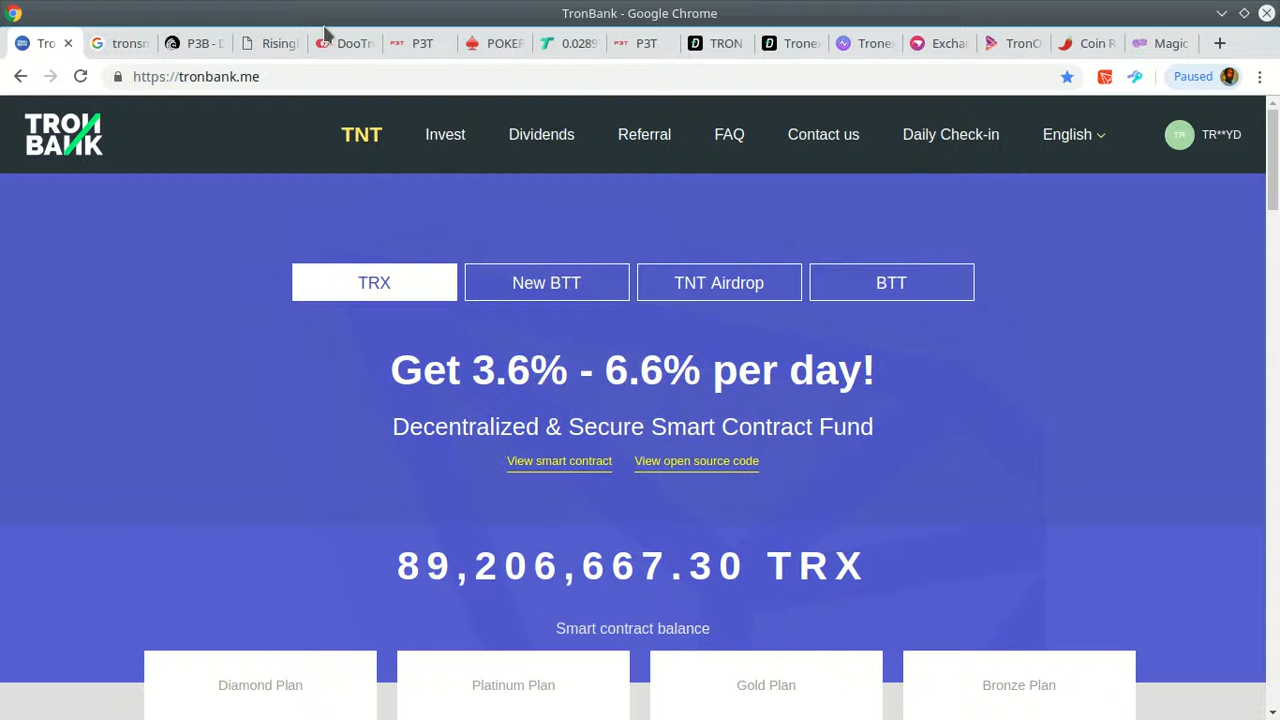 TronBank - Google Chrome
Tro
tronsn
P3B - D
Rising
DooTr
P3T
POKER
0.0289
P3T
TRON
Trone
Trone
Excha
TronC
Coin R
Magic
https://tronbank.me
Paused
TRON
BANK
TNT
Invest
Dividends
Referral
FAQ
Contact us
Daily Check-in
English
TR
TR**YD
TRX
New BTT
TNT Airdrop
BTT
Get 3.6% - 6.6% per day!
Decentralized & Secure Smart Contract Fund
View smart contract
View open source code
89,206,667.30 TRX
Smart contract balance
Diamond Plan
Platinum Plan
Gold Plan
Bronze Plan